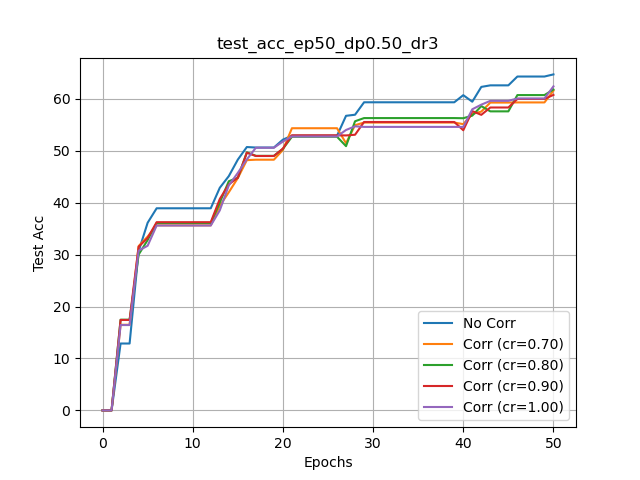 test_acc_ep50_dp0.50_dr3
60
50
40
30
20
10
0
Test Acc
No Corr
Corr (cr=0.70)
Corr (cr=0.80)
Corr (cr=0.90)
Corr (cr=1.00)
0 10 20 30 40 50
Epochs